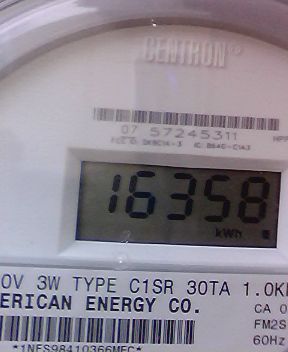 CENTRON®
07 57245311
16358
kWh
0V 3W TYPE C1SR 30TA 1.0K
ERICAN ENERGY CO.
CA 0
FM2S
60Hz
*1NES98410366MEC*